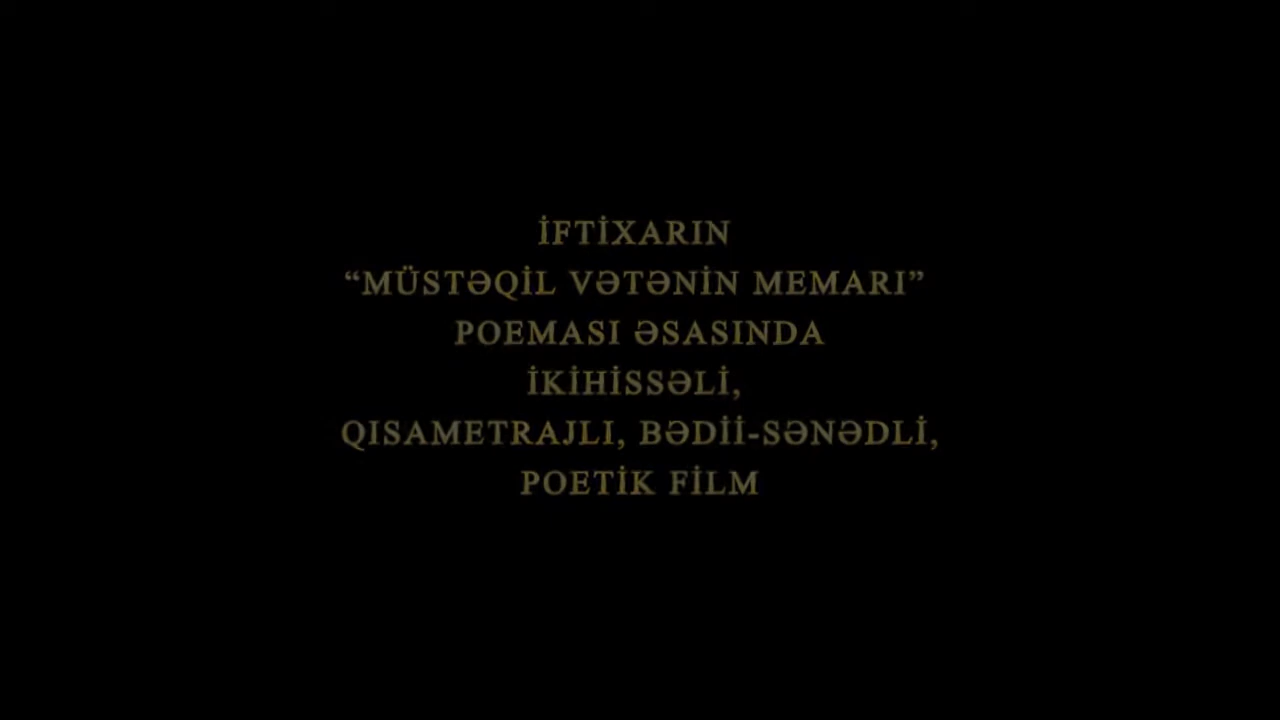 İFTİXARIN
“MÜSTƏQİL VƏTƏNİN MEMARI”
POEMASI ƏSASINDA
İKİHİSSƏLİ,
QISAMETRAJLI, BƏDİİ-SƏNƏDLİ,
POETİK FİLM